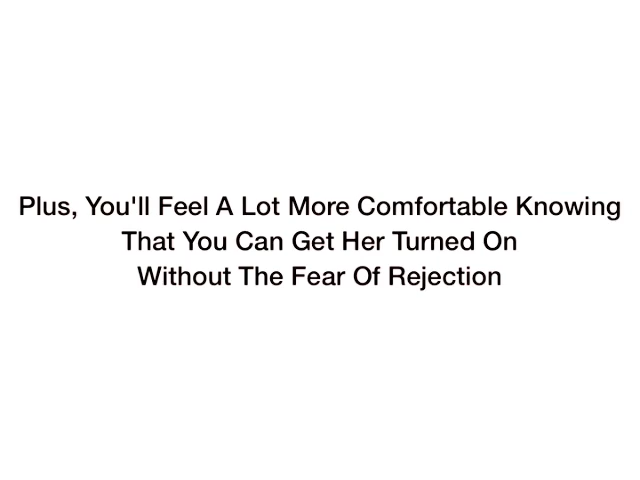 Plus, You'll Feel A Lot More Comfortable Knowing
That You Can Get Her Turned On
Without The Fear Of Rejection